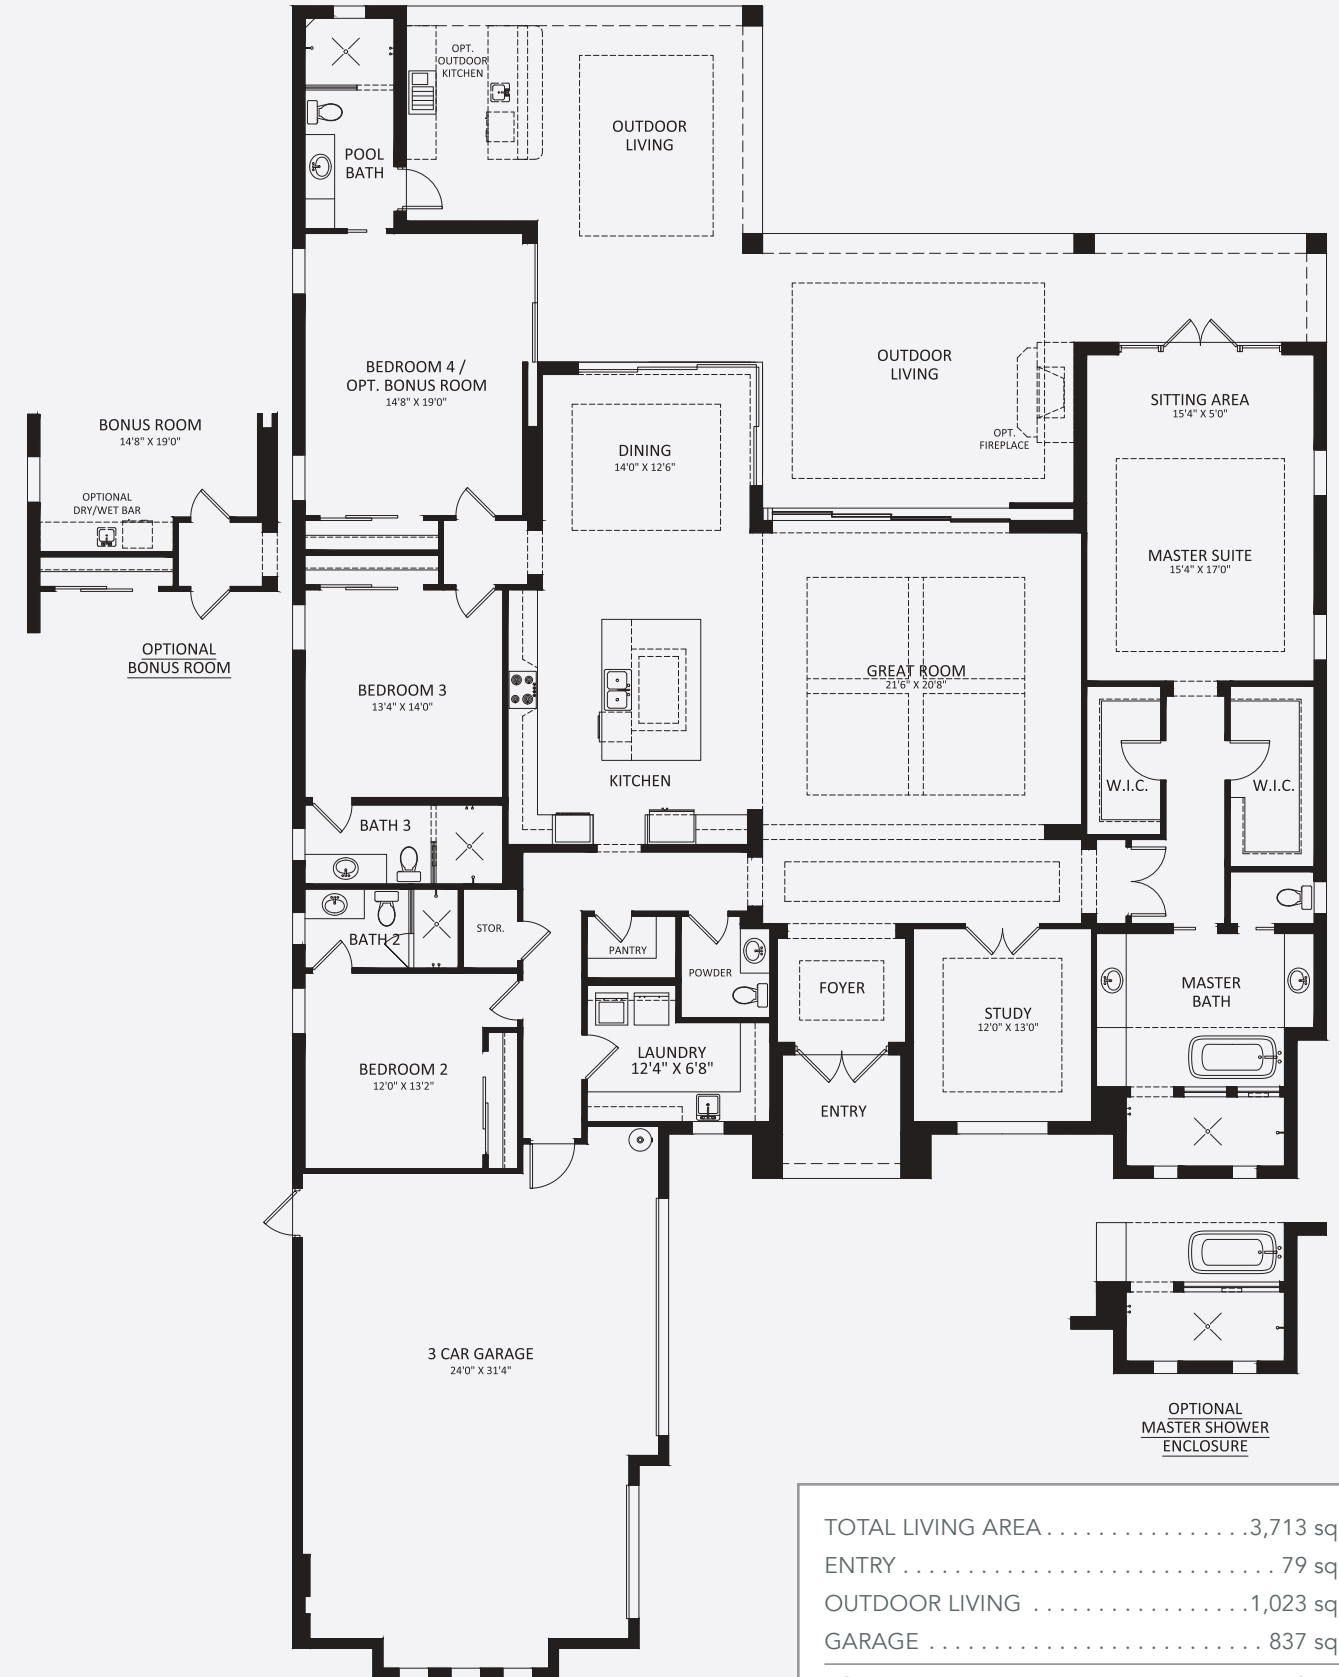 OPT.
OUTDOOR
KITCHEN
OUTDOOR
LIVING
POOL
BATH
BEDROOM 4 /
OPT. BONUS ROOM
14'8" X 19'0"
OUTDOOR
LIVING
OPT.
FIREPLACE
SITTING AREA
15'4" X 5'0"
BONUS ROOM
14'8" X 19'0"
OPTIONAL
DRY/WET BAR
OPTIONAL
BONUS ROOM
DINING
14'0" X 12'6"
MASTER SUITE
15'4" X 17'0"
BEDROOM 3
13'4" X 14'0"
GREAT ROOM
21'6" X 20'8"
KITCHEN
W.I.C.
W.I.C.
BATH 3
BATH 2
STOR.
PANTRY
POWDER
FOYER
STUDY
12'0" X 13'0"
MASTER
BATH
BEDROOM 2
12'0" X 13'2"
LAUNDRY
12'4" X 6'8"
ENTRY
3 CAR GARAGE
24'0" X 31'4"
OPTIONAL
MASTER SHOWER
ENCLOSURE
TOTAL LIVING AREA . . . . . . . . . . . . . . . .3,713 sq
ENTRY . . . . . . . . . . . . . . . . . . . . . . . . . . . . . 79 sq
OUTDOOR LIVING . . . . . . . . . . . . . . . . .1,023 sq
GARAGE . . . . . . . . . . . . . . . . . . . . . . . . . . 837 sq